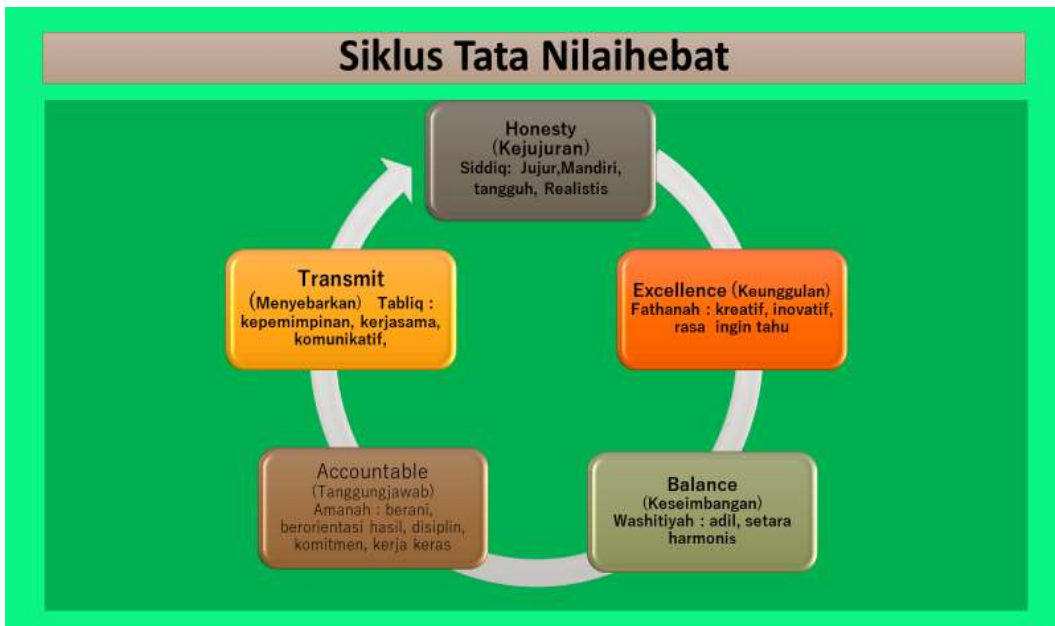 Siklus Tata Nilaihebat
Honesty
(Kejujuran)
Siddiq: Jujur,Mandiri,
tangguh, Realistis
Excellence (Keunggulan)
Fathanah : kreatif, inovatif,
rasa ingin tahu
Balance
(Keseimbangan)
Washitiyah : adil, setara
harmonis
Accountable
(Tanggungjawab)
Amanah : berani,
berorientasi hasil, disiplin,
komitmen, kerja keras
Transmit
(Menyebarkan) Tabliq :
kepemimpinan, kerjasama,
komunikatif,